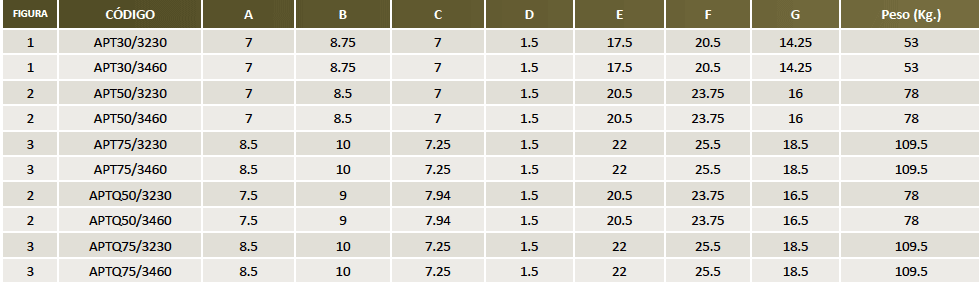 FIGURA CÓDIGO A B C D E F G Peso (Kg.)
1 APT30/3230 7 8.75 7 1.5 17.5 20.5 14.25 53
1 APT30/3460 7 8.75 7 1.5 17.5 20.5 14.25 53
2 APT50/3230 7 8.5 7 1.5 20.5 23.75 16 78
2 APT50/3460 7 8.5 7 1.5 20.5 23.75 16 78
3 APT75/3230 8.5 10 7.25 1.5 22 25.5 18.5 109.5
3 APT75/3460 8.5 10 7.25 1.5 22 25.5 18.5 109.5
2 APTQ50/3230 7.5 9 7.94 1.5 20.5 23.75 16.5 78
2 APTQ50/3460 7.5 9 7.94 1.5 20.5 23.75 16.5 78
3 APTQ75/3230 8.5 10 7.25 1.5 22 25.5 18.5 109.5
3 APTQ75/3460 8.5 10 7.25 1.5 22 25.5 18.5 109.5